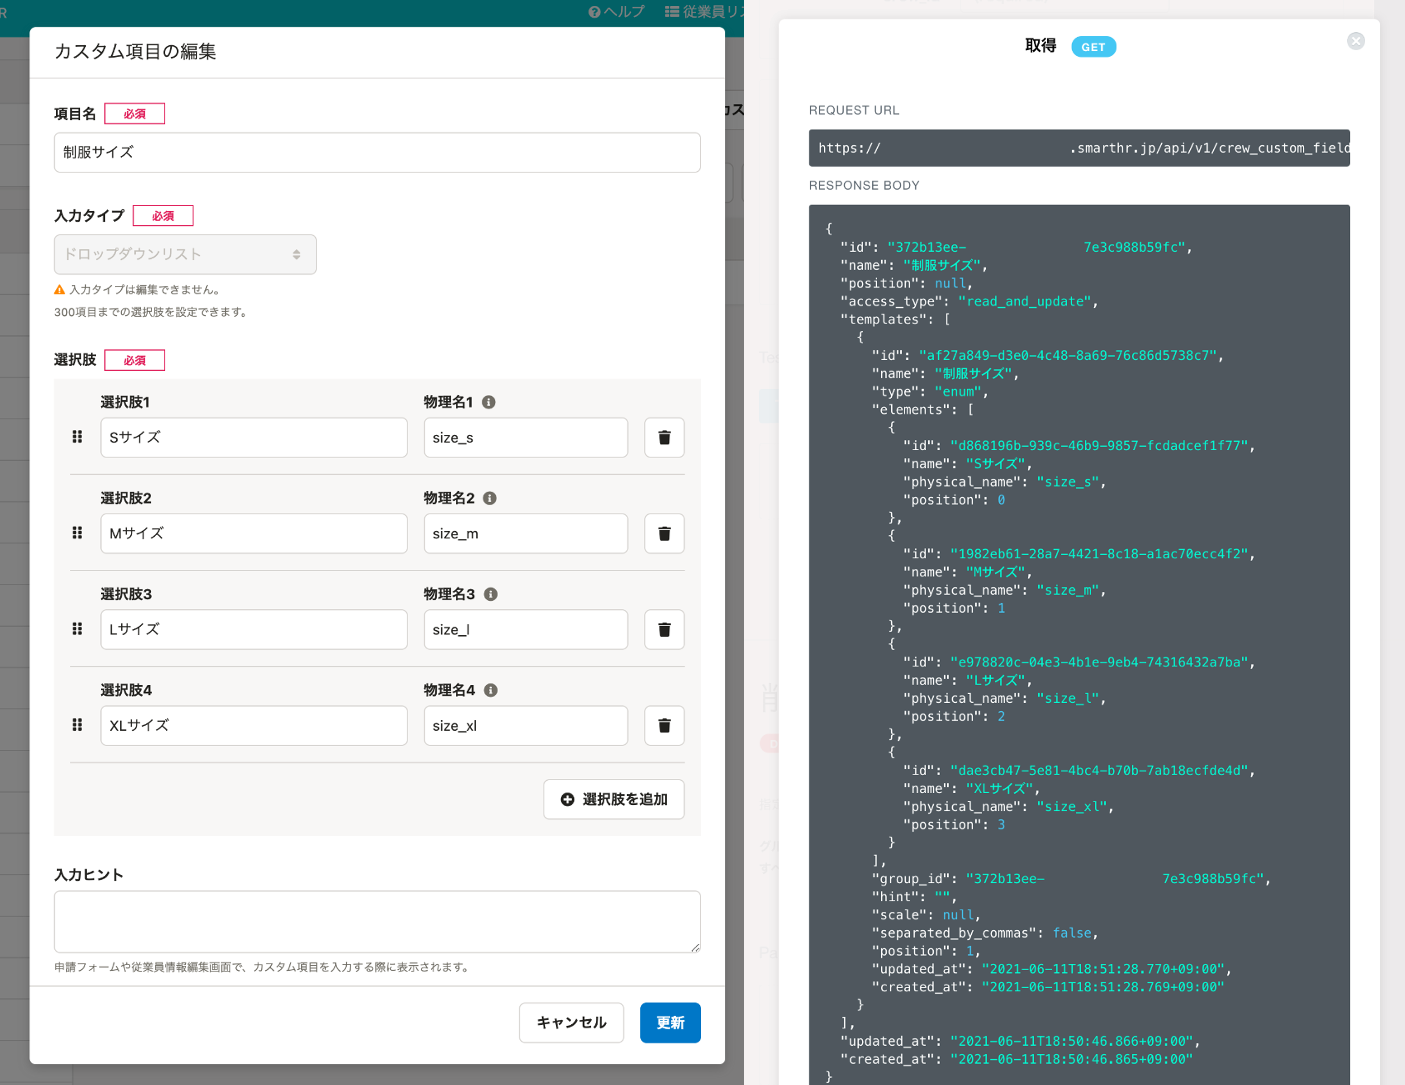 R
ヘルプ
従業員リス
カスタム項目の編集
項目名 必須
制服サイズ
入力タイプ 必須
ドロップダウンリスト
入力タイプは編集できません。
300項目までの選択肢を設定できます。
選択肢 必須
選択肢1 物理名1
Sサイズ size_s
選択肢2 物理名2
Mサイズ size_m
選択肢3 物理名3
Lサイズ size_l
選択肢4 物理名4
XLサイズ size_xl
選択肢を追加
入力ヒント
申請フォームや従業員情報編集画面で、カスタム項目を入力する際に表示されます。
キャンセル 更新
カス
取得 GET
REQUEST URL
https:// .smarthr.jp/api/v1/crew_custom_field
RESPONSE BODY
{
"id": "372b13ee- 7e3c988b59fc",
"name": "制服サイズ",
"position": null,
"access_type": "read_and_update",
"templates": [
{
"id": "af27a849-d3e0-4c48-8a69-76c86d5738c7",
"name": "制服サイズ",
"type": "enum",
"elements": [
{
"id": "d868196b-939c-46b9-9857-fcdadcef1f77",
"name": "Sサイズ",
"physical_name": "size_s",
"position": 0
},
{
"id": "1982eb61-28a7-4421-8c18-a1ac70ecc4f2",
"name": "Mサイズ",
"physical_name": "size_m",
"position": 1
},
{
"id": "e978820c-04e3-4b1e-9eb4-74316432a7ba",
"name": "Lサイズ",
"physical_name": "size_l",
"position": 2
},
{
"id": "dae3cb47-5e81-4bc4-b70b-7ab18ecfde4d",
"name": "XLサイズ",
"physical_name": "size_xl",
"position": 3
}
],
"group_id": "372b13ee- 7e3c988b59fc",
"hint": "",
"scale": null,
"separated_by_commas": false,
"position": 1,
"updated_at": "2021-06-11T18:51:28.770+09:00",
"created_at": "2021-06-11T18:51:28.769+09:00"
}
],
"updated_at": "2021-06-11T18:50:46.866+09:00",
"created_at": "2021-06-11T18:50:46.865+09:00"
}